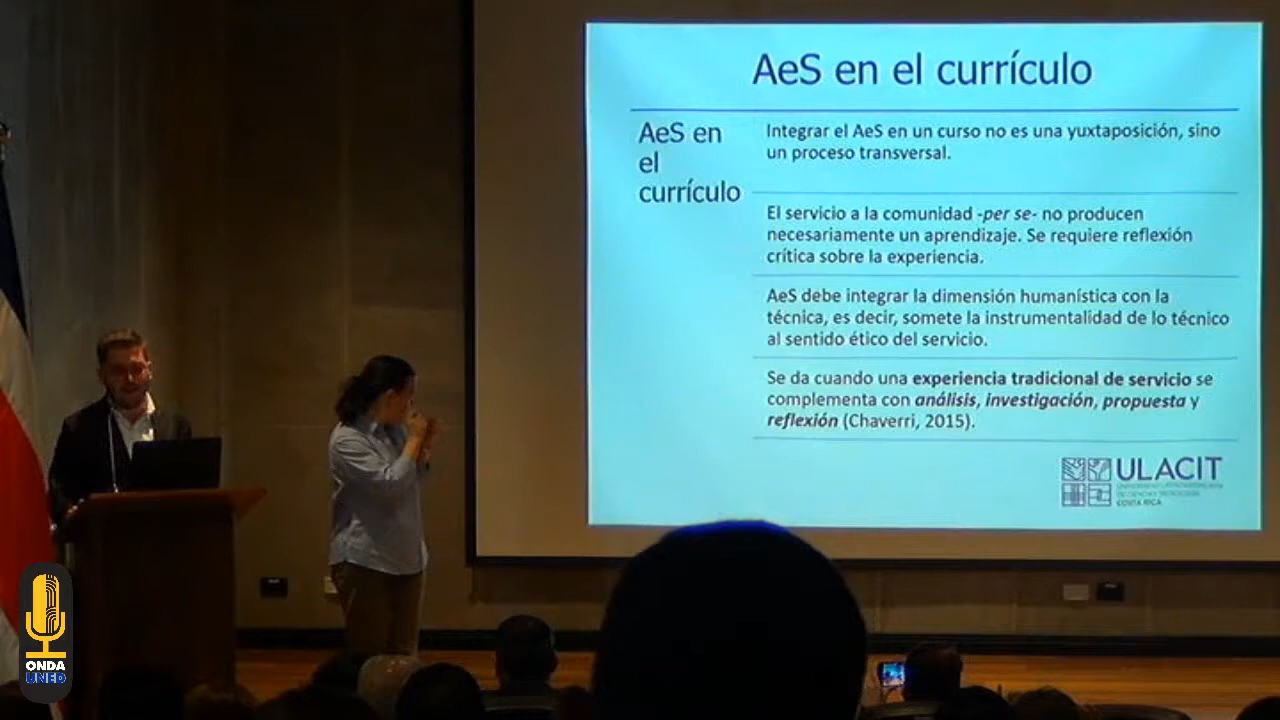 AeS en el currículo
AeS en
el
currículo
Integrar el AeS en un curso no es una yuxtaposición, sino
un proceso transversal.
El servicio a la comunidad -per se- no producen
necesariamente un aprendizaje. Se requiere reflexión
crítica sobre la experiencia.
AeS debe integrar la dimensión humanística con la
técnica, es decir, somete la instrumentalidad de lo técnico
al sentido ético del servicio.
Se da cuando una experiencia tradicional de servicio se
complementa con análisis, investigación, propuesta y
reflexión (Chaverri, 2015).
ULACIT
COSTA RICA
ONDA
UNED